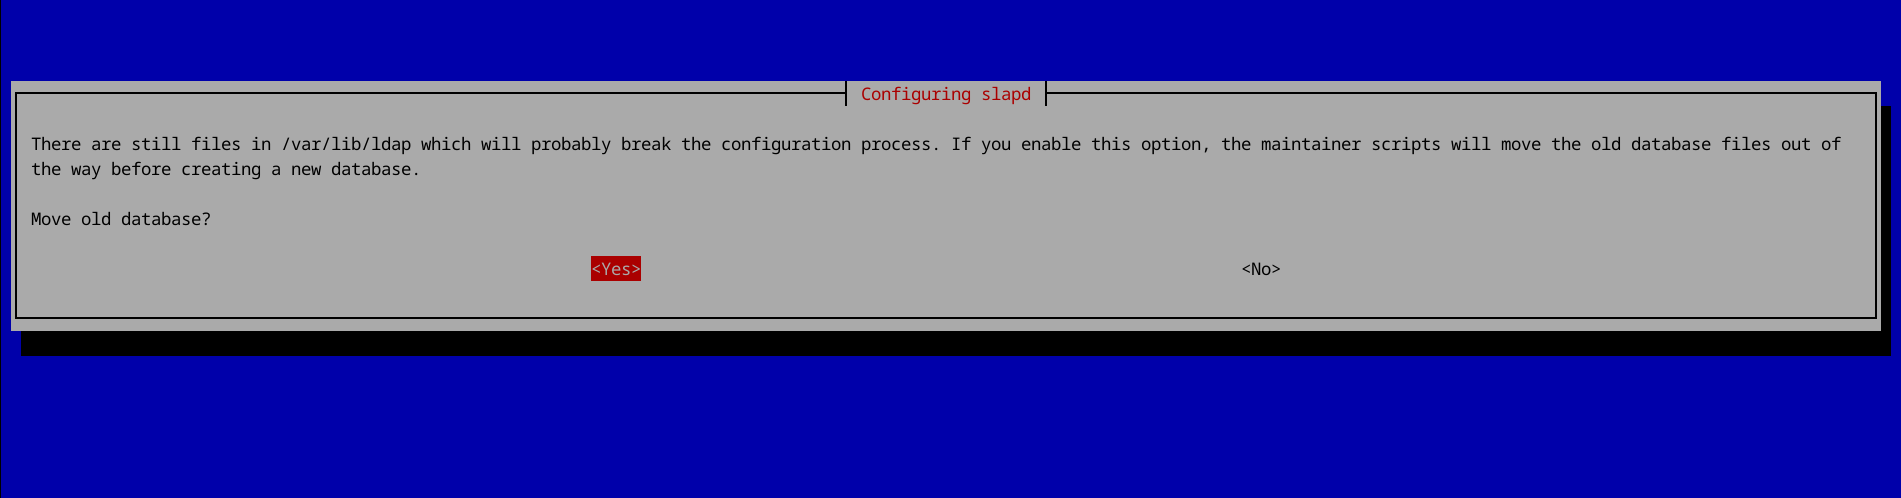 Configuring slapd
There are still files in /var/lib/ldap which will probably break the configuration process. If you enable this option, the maintainer scripts will move the old database files out of
the way before creating a new database.
Move old database?
<Yes> <No>